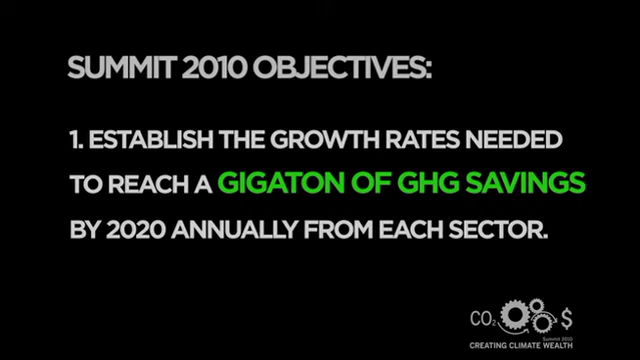 SUMMIT 2010 OBJECTIVES:
1. ESTABLISH THE GROWTH RATES NEEDED
TO REACH A GIGATON OF GHG SAVINGS
BY 2020 ANNUALLY FROM EACH SECTOR.
CO2 $
Summit 2010
CREATING CLIMATE WEALTH